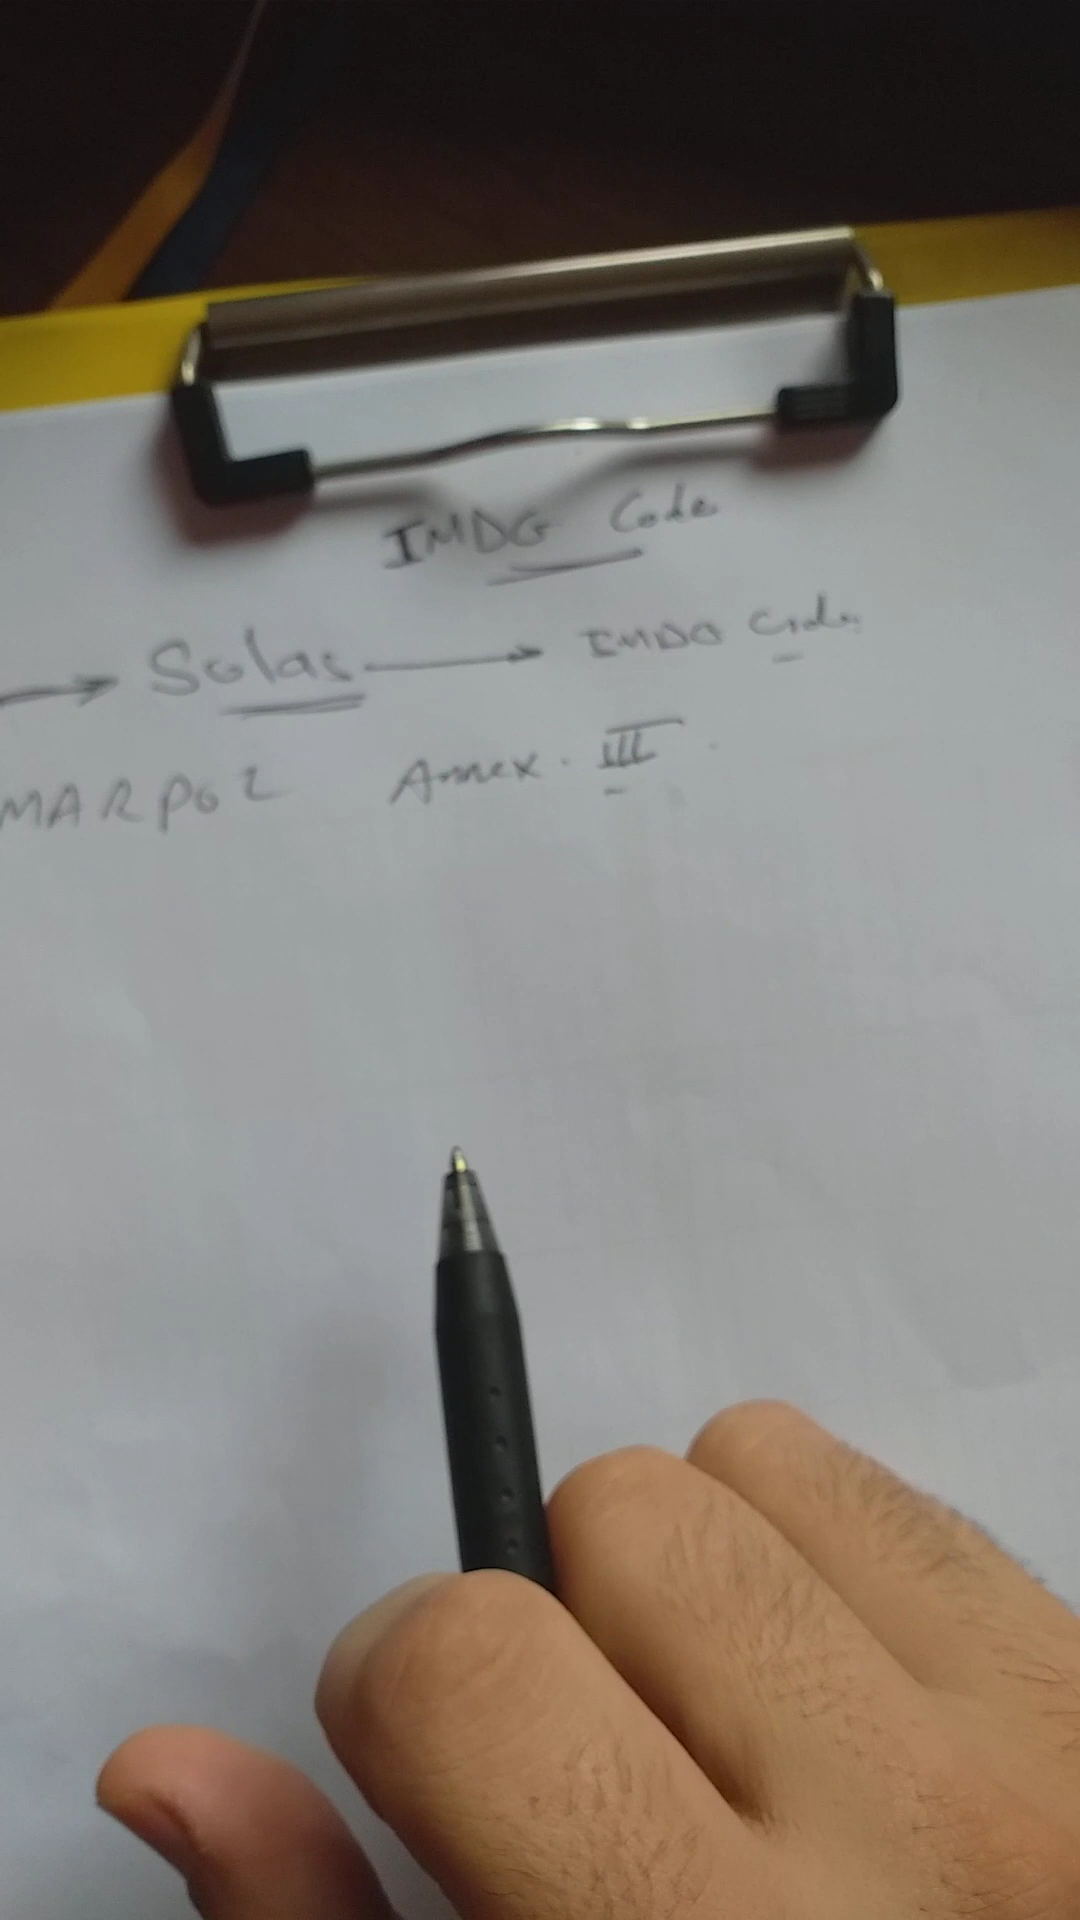 IMDG Code
→ Solas → IMDG Code
MARPOL Annex. III.